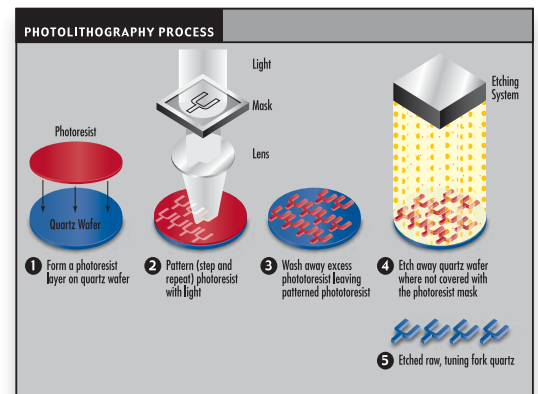 PHOTOLITHOGRAPHY PROCESS
Light
Mask
Lens
Etching
System
Photoresist
Quartz Wafer
1 Form a photoresist
layer on quartz wafer
2 Pattern (step and
repeat) photoresist
with light
3 Wash away excess
phototoresist leaving
patterned phototoresist
4 Etch away quartz wafer
where not covered with
the photoresist mask
5 Etched raw, tuning fork quartz